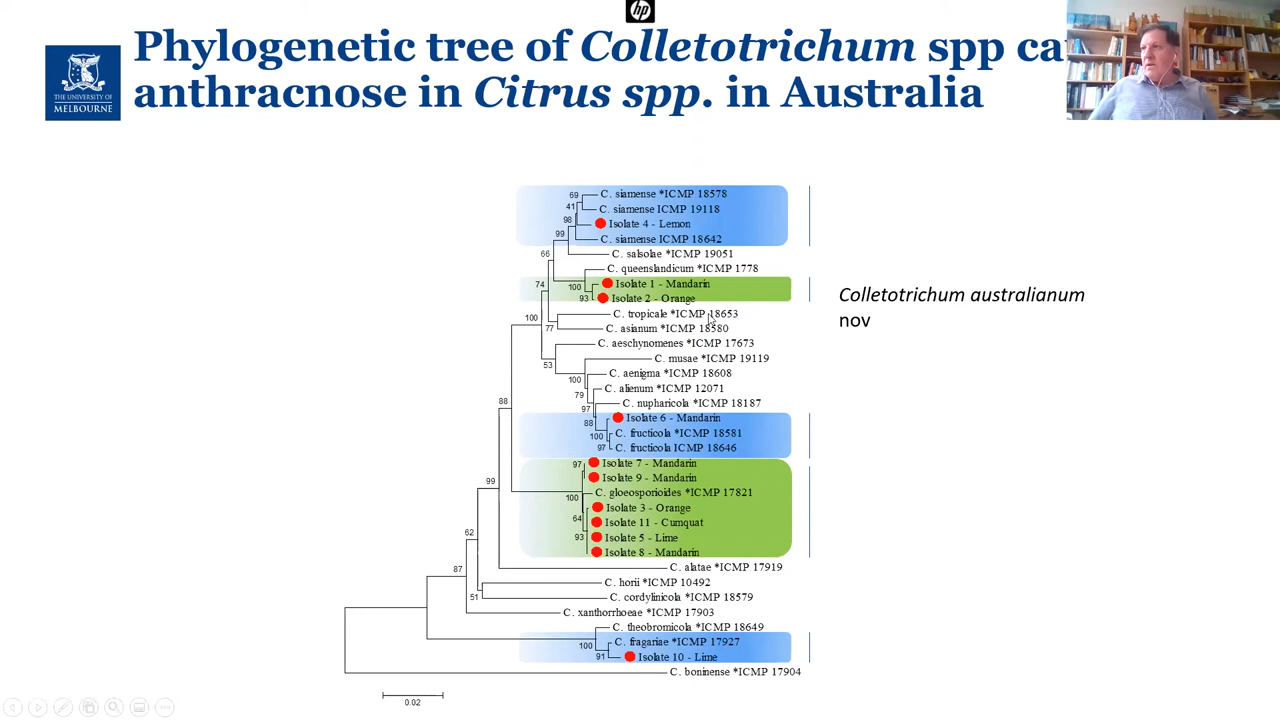 hp
Phylogenetic tree of Colletotrichum spp ca
anthracnose in Citrus spp. in Australia
THE UNIVERSITY OF
MELBOURNE
C. siamense *ICMP 18578
C. siamense ICMP 19118
Isolate 4 - Lemon
C. siamense ICMP 18642
C. salsolae *ICMP 19051
C. queenslandicum *ICMP 1778
Isolate 1 - Mandarin
Isolate 2 - Orange
C. tropicale *ICMP 18653
C. asianum *ICMP 18580
C. aeschynomenes *ICMP 17673
C. musae *ICMP 19119
C. aenigma *ICMP 18608
C. alienum *ICMP 12071
C. nupharicola *ICMP 18187
Isolate 6 - Mandarin
C. fructicola *ICMP 18581
C. fructicola ICMP 18646
Isolate 7 - Mandarin
Isolate 9 - Mandarin
C. gloeosporioides *ICMP 17821
Isolate 3 - Orange
Isolate 11 - Cumquat
Isolate 5 - Lime
Isolate 8 - Mandarin
C. alatae *ICMP 17919
C. horii *ICMP 10492
C. cordylinicola *ICMP 18579
C. xanthorrhoeae *ICMP 17903
C. theobromicola *ICMP 18649
C. fragariae *ICMP 17927
Isolate 10 - Lime
C. boninense *ICMP 17904
69
41
98
99
66
74
100
93
100
77
53
100
79
97
88
100
97
88
97
100
64
93
99
62
87
51
100
91
0.02
Colletotrichum australianum
nov